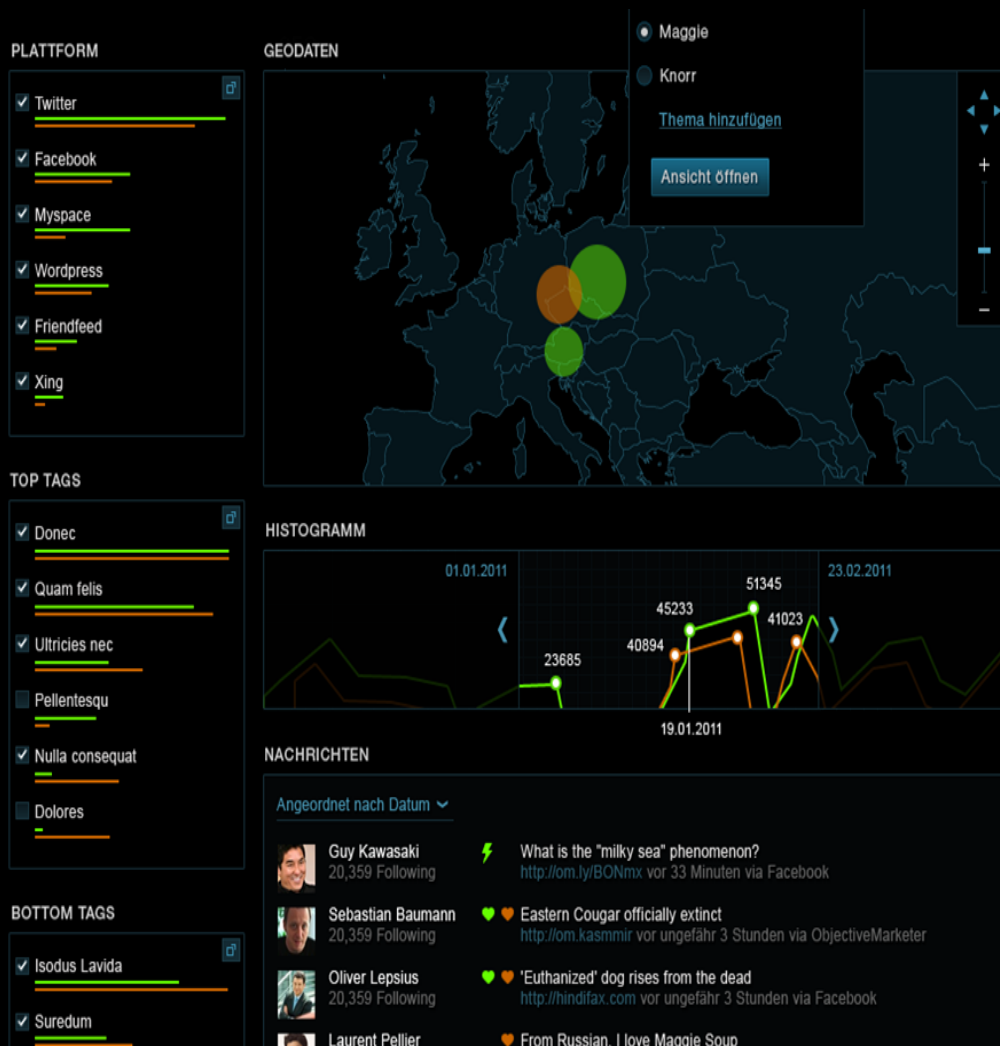 Maggie
Knorr
Thema hinzufügen
Ansicht öffnen
PLATTFORM
Twitter
Facebook
Myspace
Wordpress
Friendfeed
Xing
GEODATEN
+
−
TOP TAGS
Donec
Quam felis
Ultricies nec
Pellentesqu
Nulla consequat
Dolores
HISTOGRAMM
01.01.2011
23.02.2011
51345
45233
41023
40894
23685
19.01.2011
BOTTOM TAGS
Isodus Lavida
Suredum
NACHRICHTEN
Angeordnet nach Datum
Guy Kawasaki
20,359 Following
What is the "milky sea" phenomenon?
http://om.ly/BONmx vor 33 Minuten via Facebook
Sebastian Baumann
20,359 Following
Eastern Cougar officially extinct
http://om.kasmmir vor ungefähr 3 Stunden via ObjectiveMarketer
Oliver Lepsius
20,359 Following
'Euthanized' dog rises from the dead
http://hindifax.com vor ungefähr 3 Stunden via Facebook
Laurent Pellier
From Russian, I love Maggie Soup